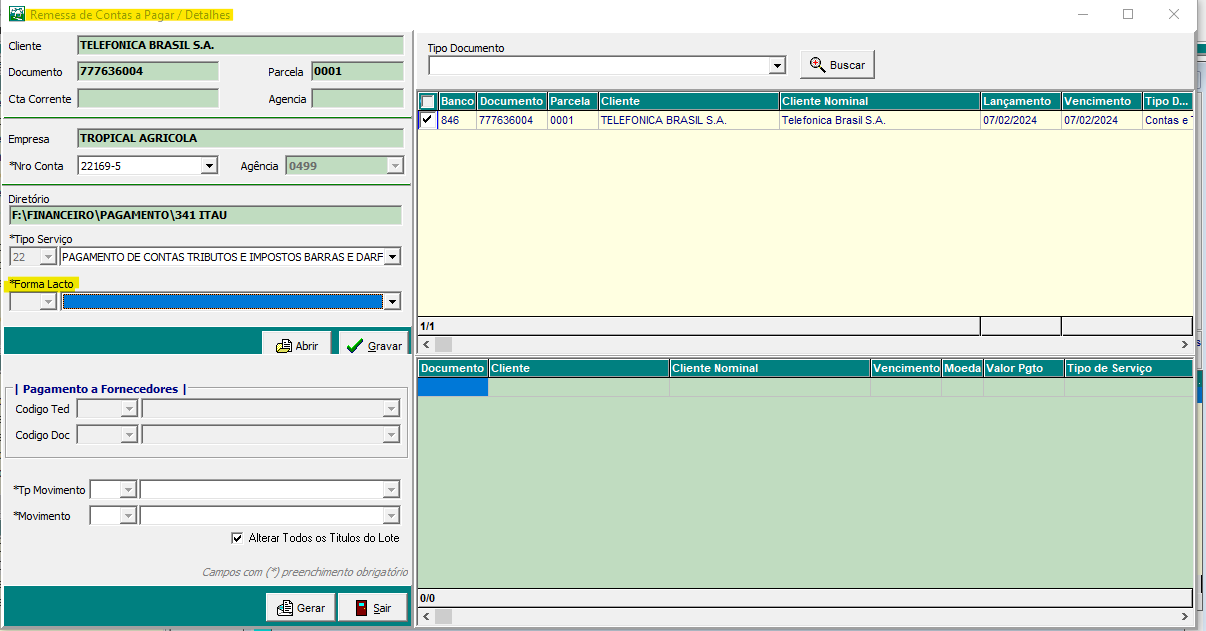 Remessa de Contas a Pagar / Detalhes
Cliente TELEFONICA BRASIL S.A.
Documento 777636004 Parcela 0001
Cta Corrente Agencia
Empresa TROPICAL AGRICOLA
*Nro Conta 22169-5 Agência 0499
Diretório
F:\FINANCEIRO\PAGAMENTO\341 ITAU
*Tipo Serviço
22 PAGAMENTO DE CONTAS TRIBUTOS E IMPOSTOS BARRAS E DARF
*Forma Lacto
Abrir Gravar
| Pagamento a Fornecedores |
Codigo Ted
Codigo Doc
*Tp Movimento
*Movimento
Alterar Todos os Titulos do Lote
Campos com (*) preenchimento obrigatório
Gerar Sair
Tipo Documento
Buscar
Banco Documento Parcela Cliente Cliente Nominal Lançamento Vencimento Tipo D...
846 777636004 0001 TELEFONICA BRASIL S.A. Telefonica Brasil S.A. 07/02/2024 07/02/2024 Contas e
1/1
Documento Cliente Cliente Nominal Vencimento Moeda Valor Pgto Tipo de Serviço
0/0